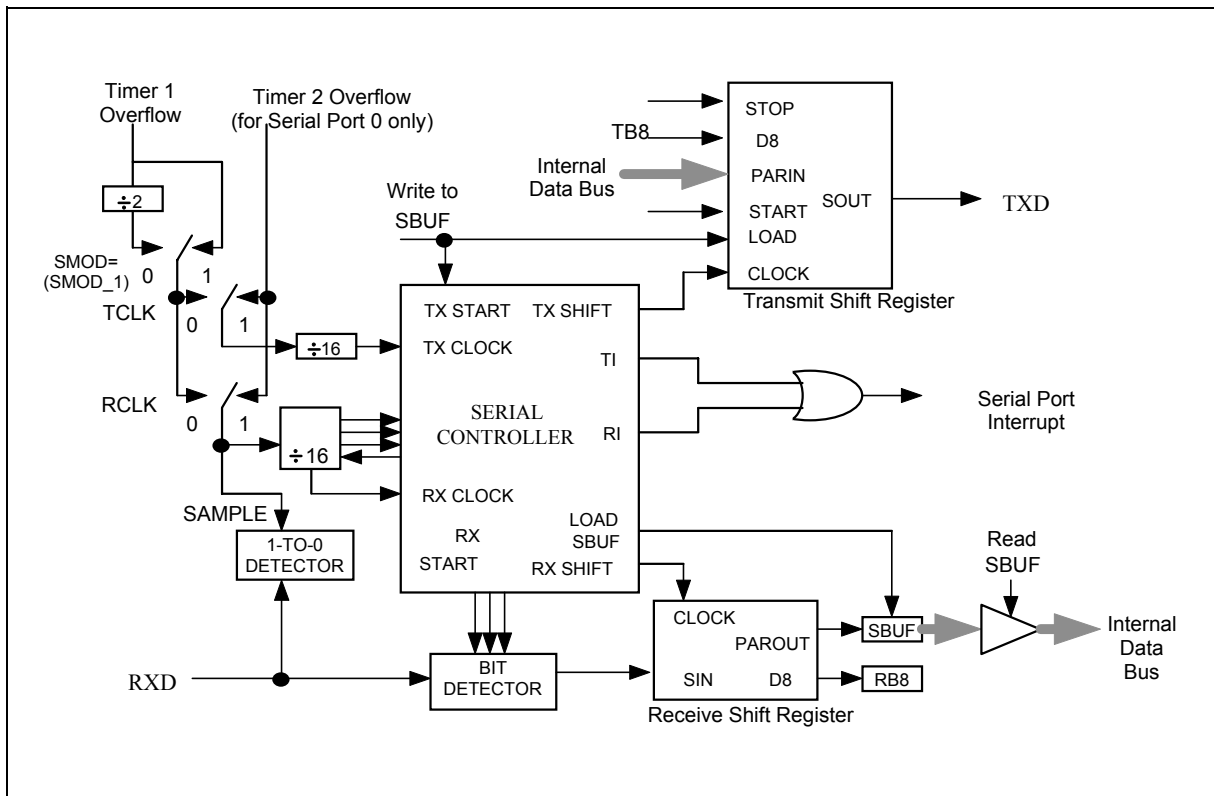 Timer 1
Overflow
Timer 2 Overflow
(for Serial Port 0 only)
÷2
SMOD=
(SMOD_1)
0
1
TCLK
0
1
÷16
RCLK
0
1
÷16
SAMPLE
1-TO-0
DETECTOR
RXD
BIT
DETECTOR
Write to
SBUF
TX START
TX SHIFT
TX CLOCK
TI
SERIAL
CONTROLLER
RI
RX CLOCK
LOAD
SBUF
RX
START
RX SHIFT
STOP
TB8
D8
Internal
Data Bus
PARIN
START
SOUT
TXD
LOAD
CLOCK
Transmit Shift Register
Serial Port
Interrupt
CLOCK
PAROUT
SIN
D8
Receive Shift Register
SBUF
RB8
Read
SBUF
Internal
Data
Bus